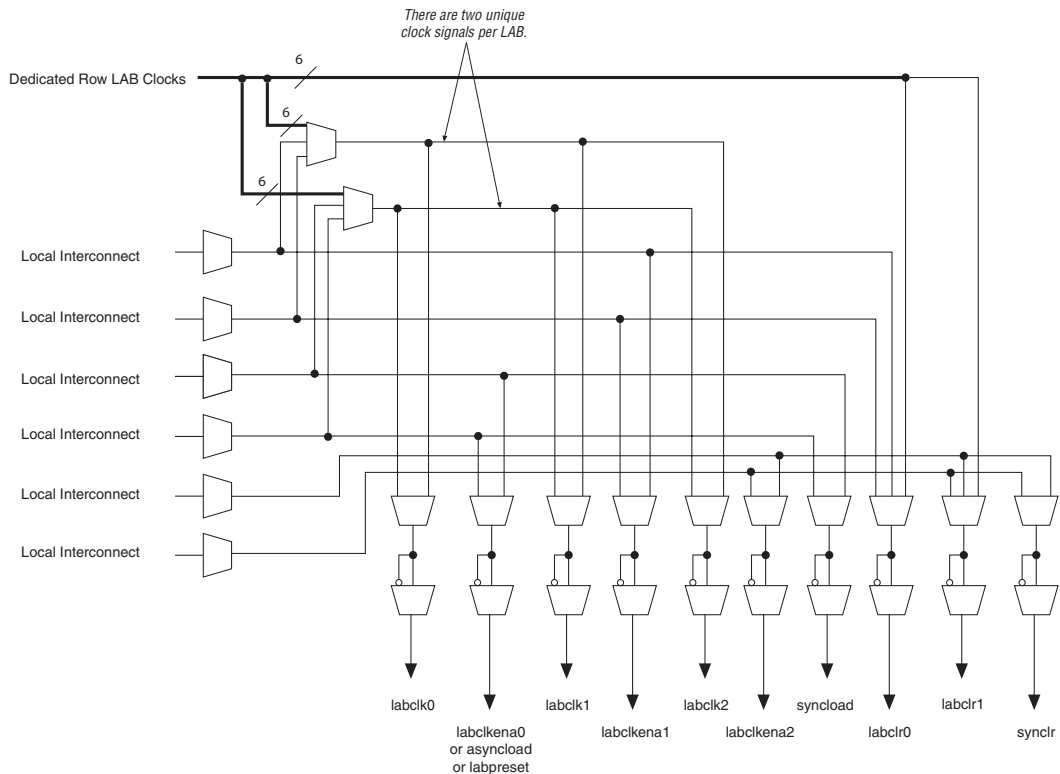 There are two unique
clock signals per LAB.
6
Dedicated Row LAB Clocks
6
6
Local Interconnect
Local Interconnect
Local Interconnect
Local Interconnect
Local Interconnect
Local Interconnect
labclk0
labclk1
labclk2
syncload
labclr1
labclkena0
or asyncload
or labpreset
labclkena1
labclkena2
labclr0
synclr